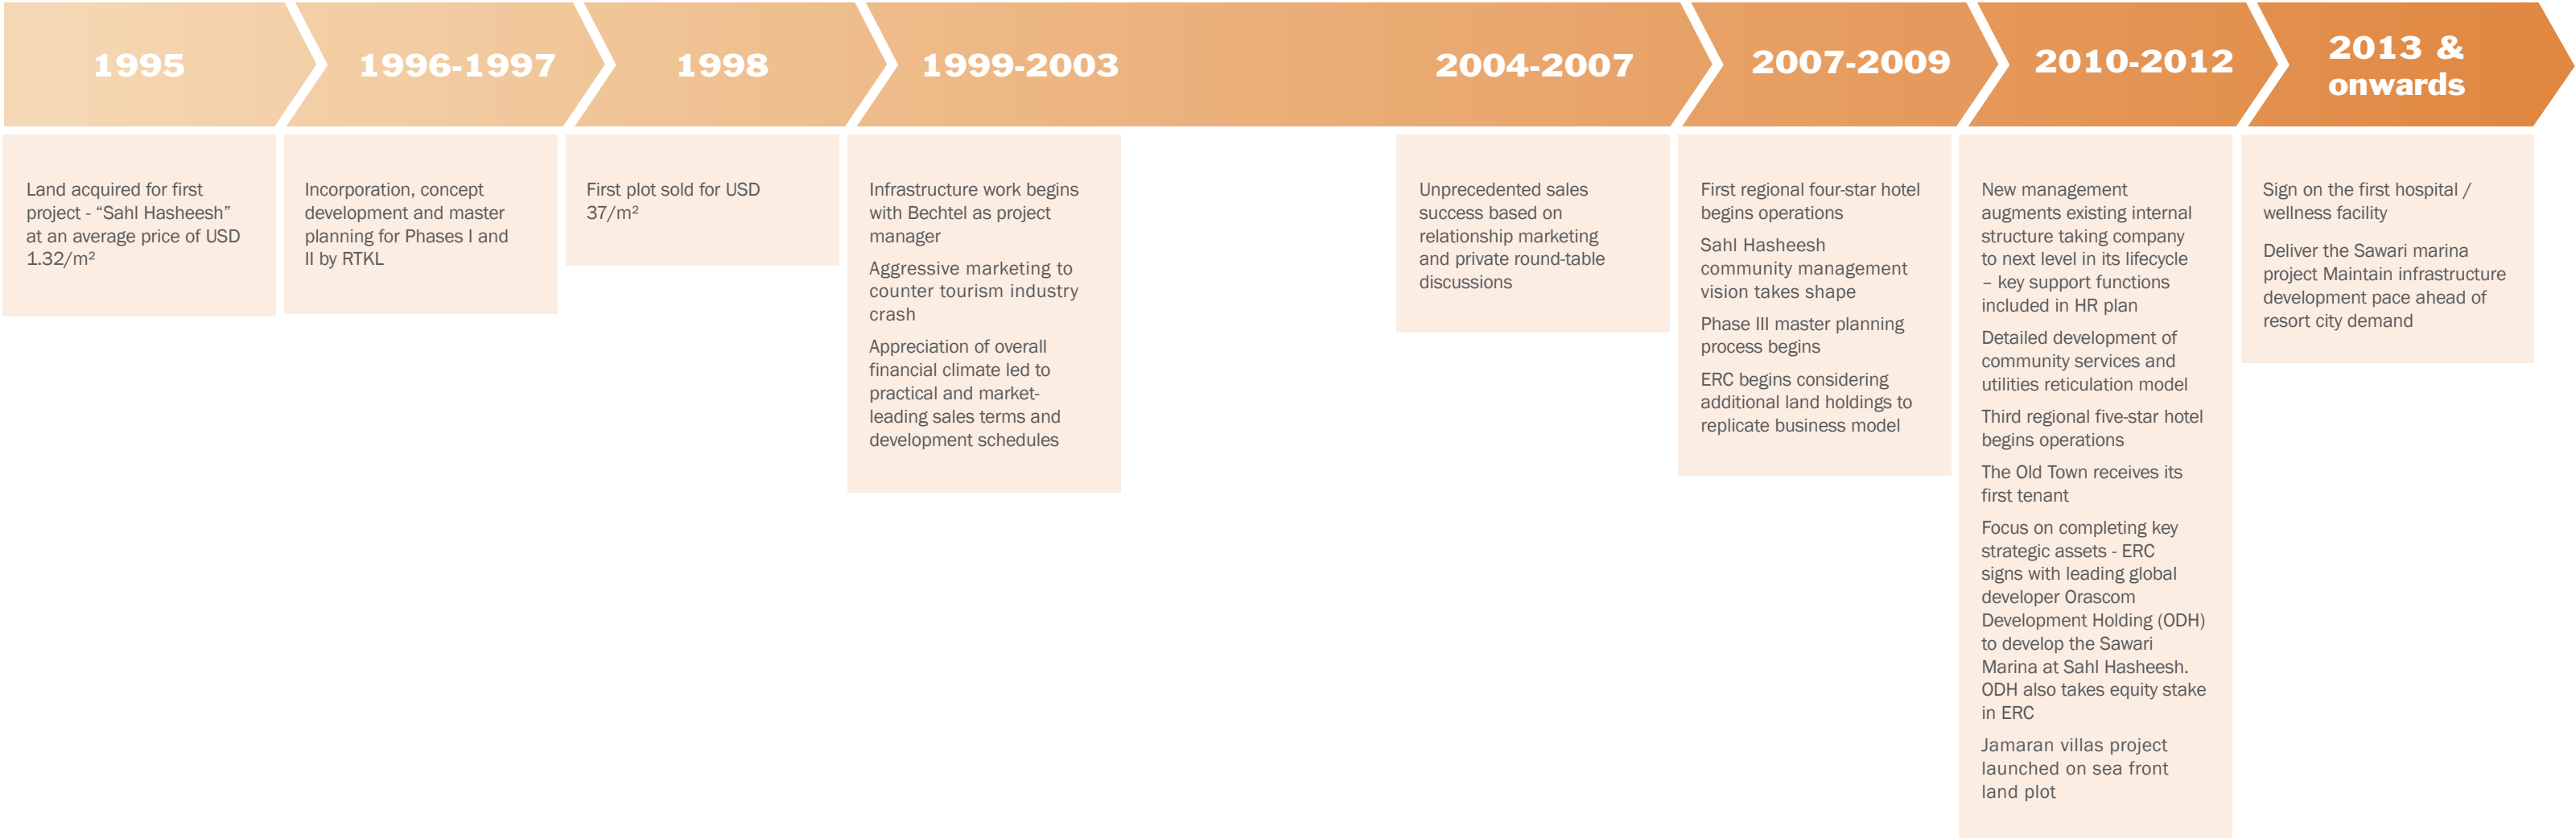 1995
1996-1997
1998
1999-2003
2004-2007
2007-2009
2010-2012
2013 &
onwards
Land acquired for first
project - “Sahl Hasheesh”
at an average price of USD
1.32/m²
Incorporation, concept
development and master
planning for Phases I and
II by RTKL
First plot sold for USD
37/m²
Infrastructure work begins
with Bechtel as project
manager
Aggressive marketing to
counter tourism industry
crash
Appreciation of overall
financial climate led to
practical and market-
leading sales terms and
development schedules
Unprecedented sales
success based on
relationship marketing
and private round-table
discussions
First regional four-star hotel
begins operations
Sahl Hasheesh
community management
vision takes shape
Phase III master planning
process begins
ERC begins considering
additional land holdings to
replicate business model
New management
augments existing internal
structure taking company
to next level in its lifecycle
– key support functions
included in HR plan
Detailed development of
community services and
utilities reticulation model
Third regional five-star hotel
begins operations
The Old Town receives its
first tenant
Focus on completing key
strategic assets - ERC
signs with leading global
developer Orascom
Development Holding (ODH)
to develop the Sawari
Marina at Sahl Hasheesh.
ODH also takes equity stake
in ERC
Jamaran villas project
launched on sea front
land plot
Sign on the first hospital /
wellness facility
Deliver the Sawari marina
project Maintain infrastructure
development pace ahead of
resort city demand